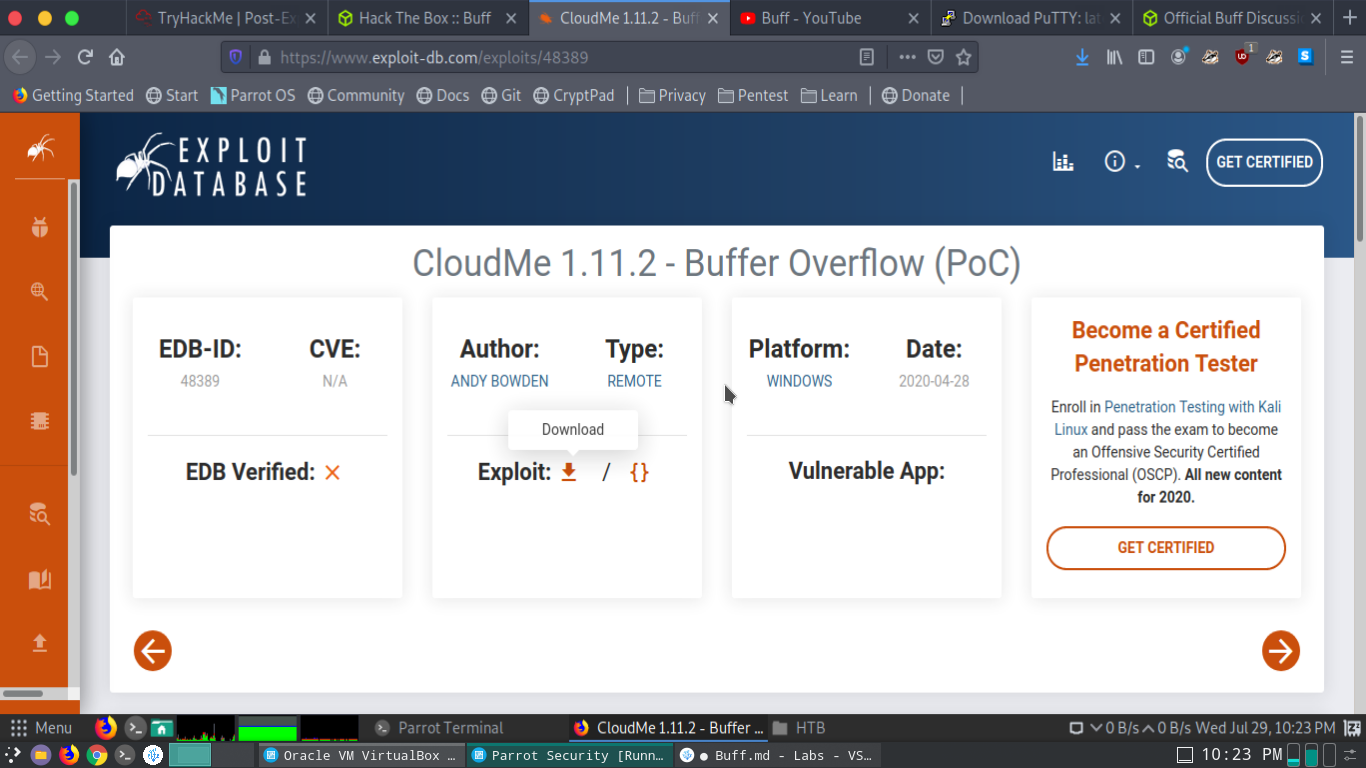 TryHackMe | Post-Ex
Hack The Box :: Buff
CloudMe 1.11.2 - Buff
Buff - YouTube
Download PuTTY: lat
Official Buff Discussi
https://www.exploit-db.com/exploits/48389
1
S
Getting Started
Start
Parrot OS
Community
Docs
Git
CryptPad
Privacy
Pentest
Learn
Donate
EXPLOIT
DATABASE
GET CERTIFIED
CloudMe 1.11.2 - Buffer Overflow (PoC)
EDB-ID:
48389
CVE:
N/A
EDB Verified:
Author:
ANDY BOWDEN
Type:
REMOTE
Download
Exploit: / {}
Platform:
WINDOWS
Date:
2020-04-28
Vulnerable App:
Become a Certified
Penetration Tester
Enroll in Penetration Testing with Kali
Linux and pass the exam to become
an Offensive Security Certified
Professional (OSCP). All new content
for 2020.
GET CERTIFIED
Menu
Parrot Terminal
CloudMe 1.11.2 - Buffer ...
HTB
0 B/s 0 B/s Wed Jul 29, 10:23 PM
Oracle VM VirtualBox ...
Parrot Security [Runn...
● Buff.md - Labs - VS...
10:23 PM